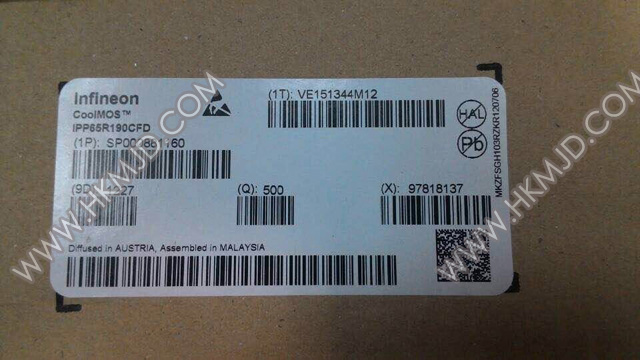 Infineon
CoolMOS™
IPP65R190CFD
(1T): VE151344M12
(1P):
(Q): 500
(X): 97818137
Diffused in AUSTRIA, Assembled in MALAYSIA
HAL
Pb
MKZFSGH103RZKR120706
WWW.HKMJD.COM
WWW.HKMJD.COM
WWW.HKMJD.COM